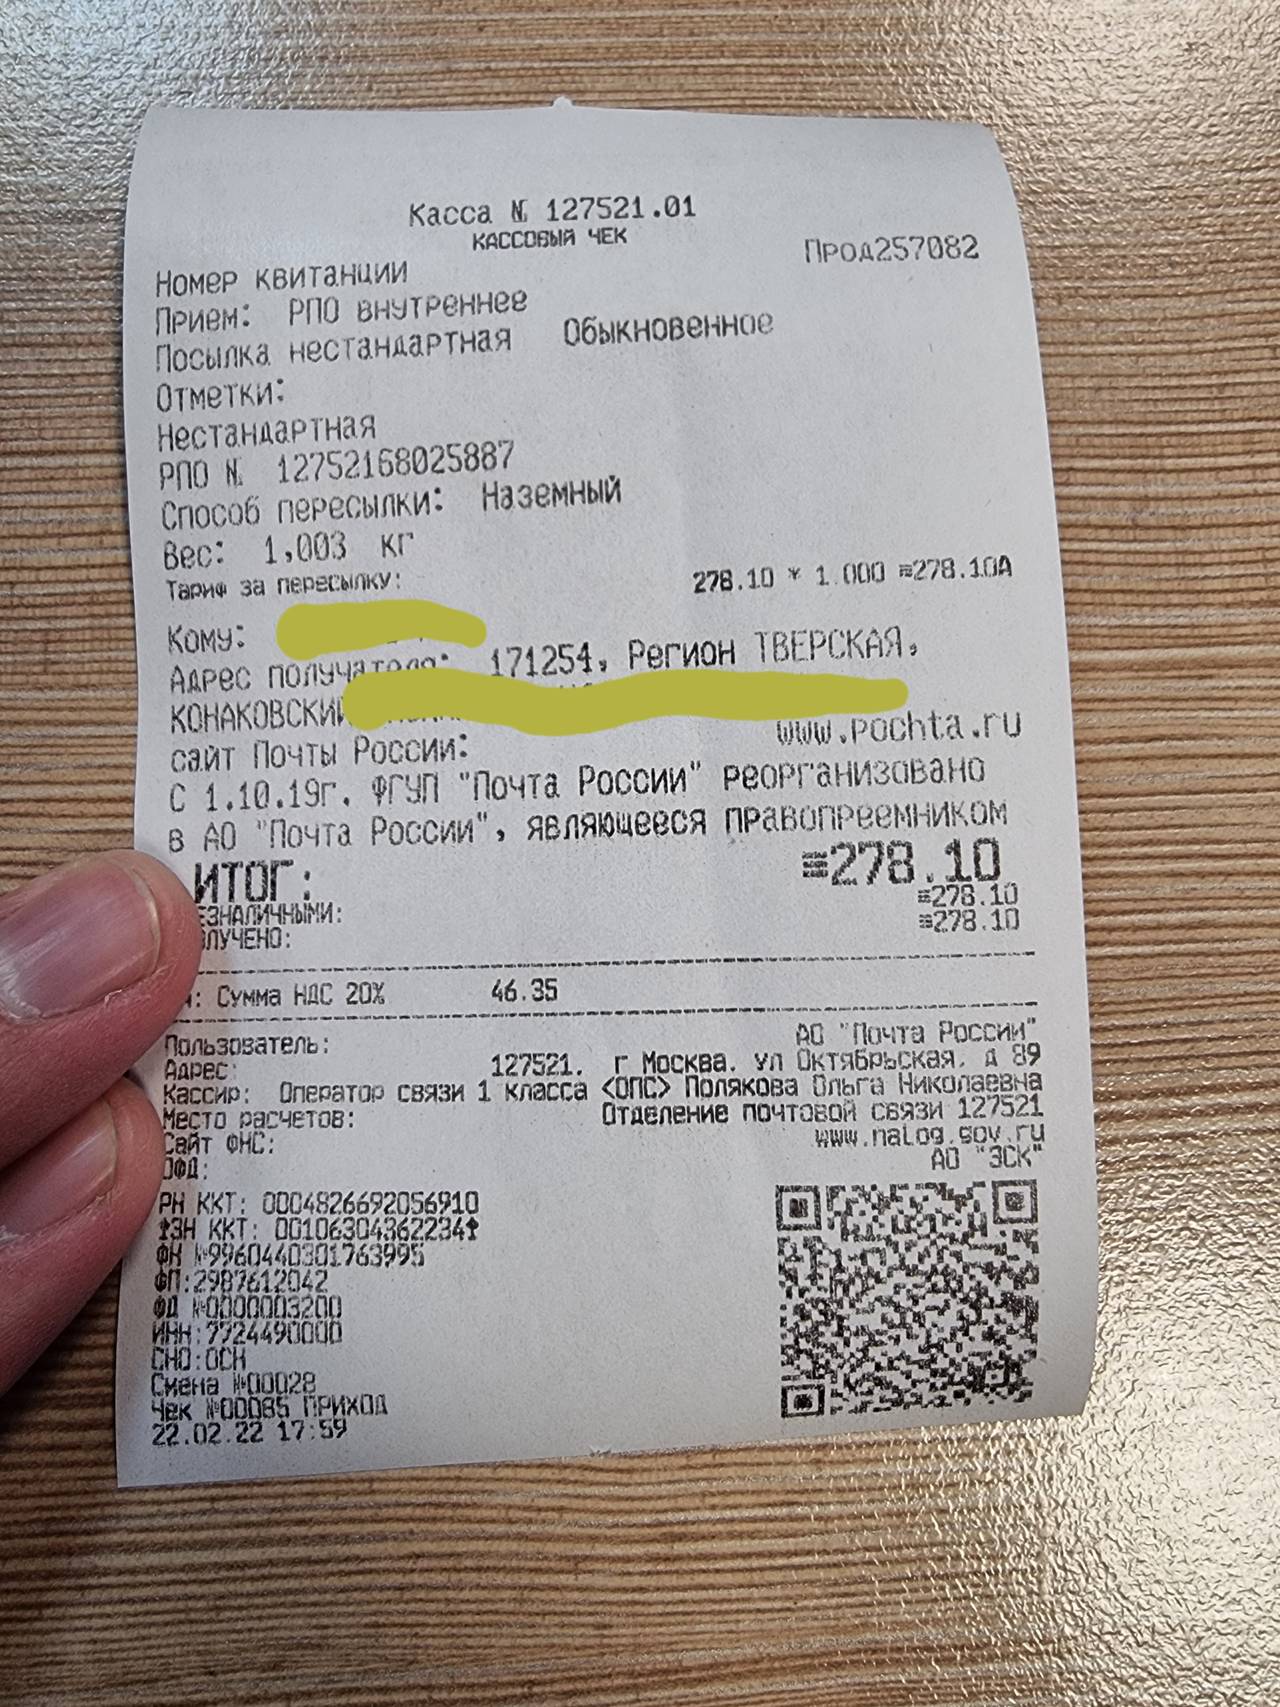 Касса № 127521.01
КАССОВЫЙ ЧЕК
Номер квитанции Прод257082
Прием: РПО внутреннее
Посылка нестандартная Обыкновенное
Отметки:
Нестандартная
РПО № 12752168025887
Способ пересылки: Наземный
Вес: 1,003 кг
Тариф за пересылку: 278.10 * 1.000 ≡278.10А
Кому:
Адрес получателя: 171254, Регион ТВЕРСКАЯ,
КОНАКОВСКИЙ
сайт Почты России: www.pochta.ru
С 1.10.19г. ФГУП "Почта России" реорганизовано
в АО "Почта России", являющееся правопреемником
ИТОГ: ≡278.10
ЕЗНАЛИЧНЫМИ: ≡278.10
ЛУЧЕНО: ≡278.10
: Сумма НДС 20% 46.35
Пользователь: АО "Почта России"
Адрес: 127521, г Москва, ул Октябрьская, д 89
Кассир: Оператор связи 1 класса <ОПС> Полякова Ольга Николаевна
Место расчетов: Отделение почтовой связи 127521
Сайт ФНС: www.nalog.gov.ru
ОФД: АО "ЭСК"
РН ККТ: 0004826692056910
ЗН ККТ: 00106304362234
ФН №9960440301763995
ФП:2987612042
ФД №0000003200
ИНН:7724490000
СНО:ОСН
Смена №00028
Чек №00085 ПРИХОД
22.02.22 17:59